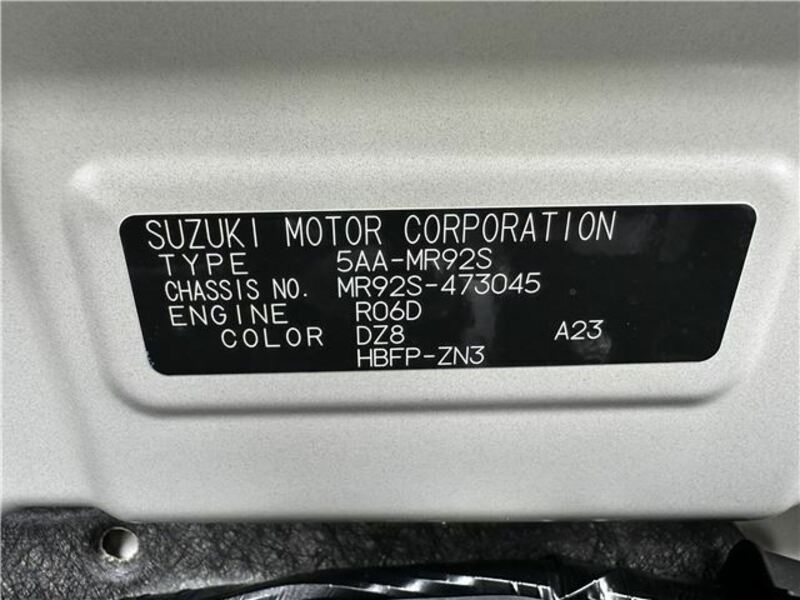 SUZUKI MOTOR CORPORATION
TYPE 5AA-MR92S
CHASSIS NO. MR92S-473045
ENGINE R06D
COLOR DZ8 A23
HBFP-ZN3